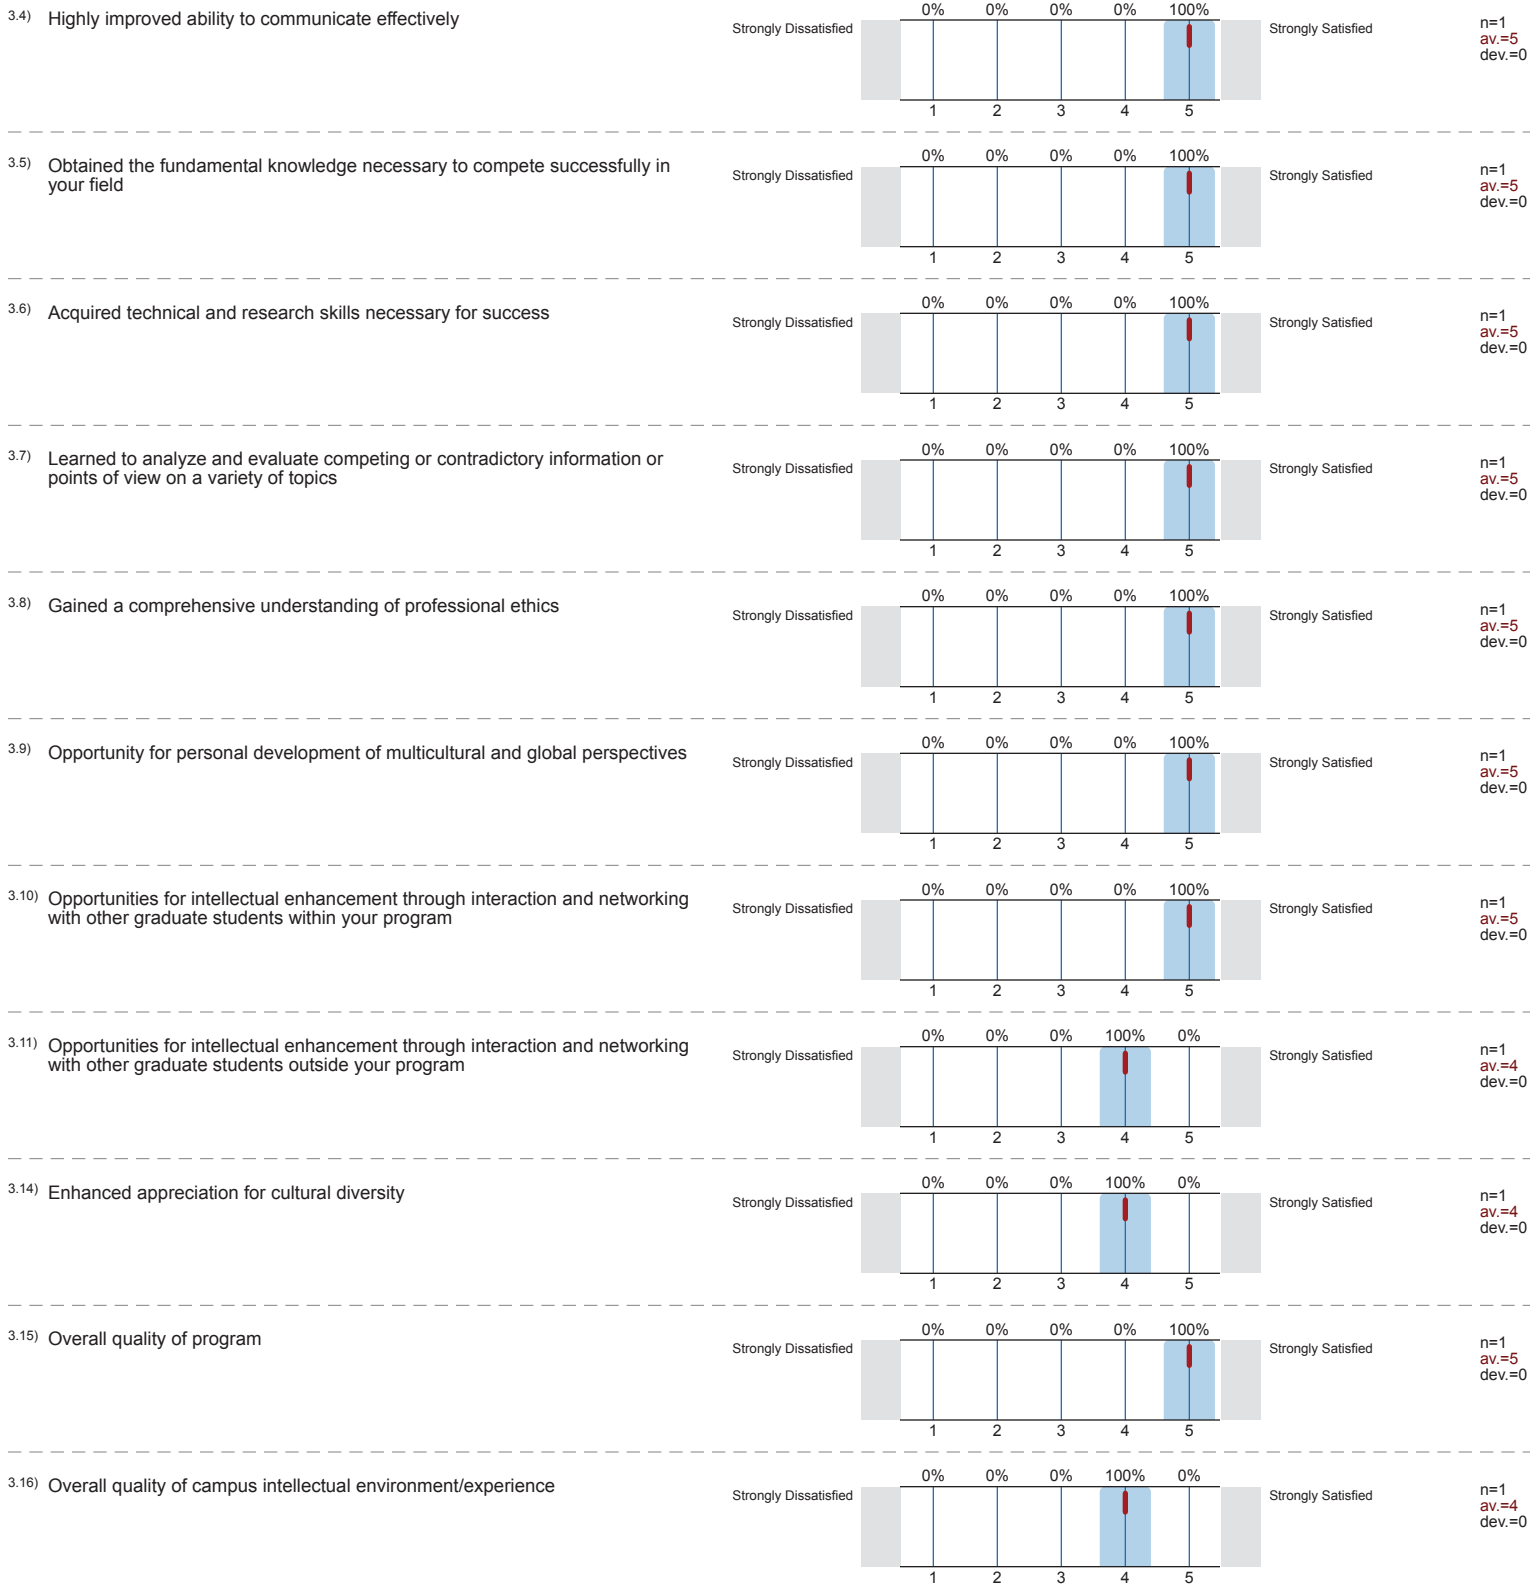 3.4) Highly improved ability to communicate effectively
Strongly Dissatisfied
0% 0% 0% 0% 100%
1 2 3 4 5
Strongly Satisfied
n=1
av.=5
dev.=0
3.5) Obtained the fundamental knowledge necessary to compete successfully in
your field
Strongly Dissatisfied
0% 0% 0% 0% 100%
1 2 3 4 5
Strongly Satisfied
n=1
av.=5
dev.=0
3.6) Acquired technical and research skills necessary for success
Strongly Dissatisfied
0% 0% 0% 0% 100%
1 2 3 4 5
Strongly Satisfied
n=1
av.=5
dev.=0
3.7) Learned to analyze and evaluate competing or contradictory information or
points of view on a variety of topics
Strongly Dissatisfied
0% 0% 0% 0% 100%
1 2 3 4 5
Strongly Satisfied
n=1
av.=5
dev.=0
3.8) Gained a comprehensive understanding of professional ethics
Strongly Dissatisfied
0% 0% 0% 0% 100%
1 2 3 4 5
Strongly Satisfied
n=1
av.=5
dev.=0
3.9) Opportunity for personal development of multicultural and global perspectives
Strongly Dissatisfied
0% 0% 0% 0% 100%
1 2 3 4 5
Strongly Satisfied
n=1
av.=5
dev.=0
3.10) Opportunities for intellectual enhancement through interaction and networking
with other graduate students within your program
Strongly Dissatisfied
0% 0% 0% 0% 100%
1 2 3 4 5
Strongly Satisfied
n=1
av.=5
dev.=0
3.11) Opportunities for intellectual enhancement through interaction and networking
with other graduate students outside your program
Strongly Dissatisfied
0% 0% 0% 100% 0%
1 2 3 4 5
Strongly Satisfied
n=1
av.=4
dev.=0
3.14) Enhanced appreciation for cultural diversity
Strongly Dissatisfied
0% 0% 0% 100% 0%
1 2 3 4 5
Strongly Satisfied
n=1
av.=4
dev.=0
3.15) Overall quality of program
Strongly Dissatisfied
0% 0% 0% 0% 100%
1 2 3 4 5
Strongly Satisfied
n=1
av.=5
dev.=0
3.16) Overall quality of campus intellectual environment/experience
Strongly Dissatisfied
0% 0% 0% 100% 0%
1 2 3 4 5
Strongly Satisfied
n=1
av.=4
dev.=0